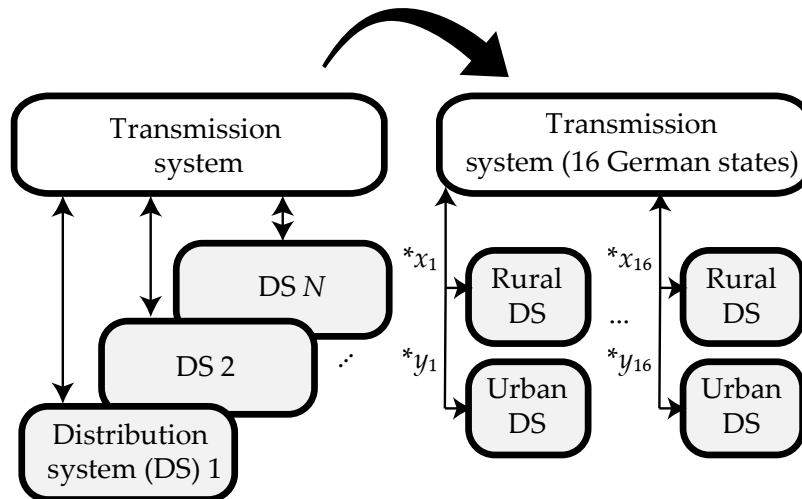 Transmission
system
DS N
DS 2
...
Distribution
system (DS) 1
Transmission
system (16 German states)
*x₁
Rural
DS
*y₁
Urban
DS
...
*x₁₆
Rural
DS
*y₁₆
Urban
DS